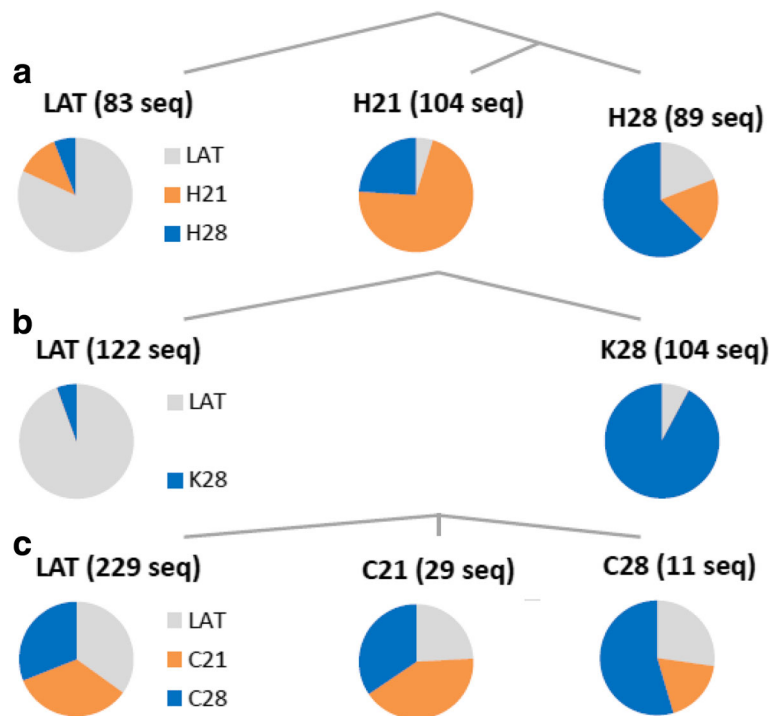 a
LAT (83 seq)
H21 (104 seq)
H28 (89 seq)
LAT
H21
H28
b
LAT (122 seq)
K28 (104 seq)
LAT
K28
c
LAT (229 seq)
C21 (29 seq)
C28 (11 seq)
LAT
C21
C28